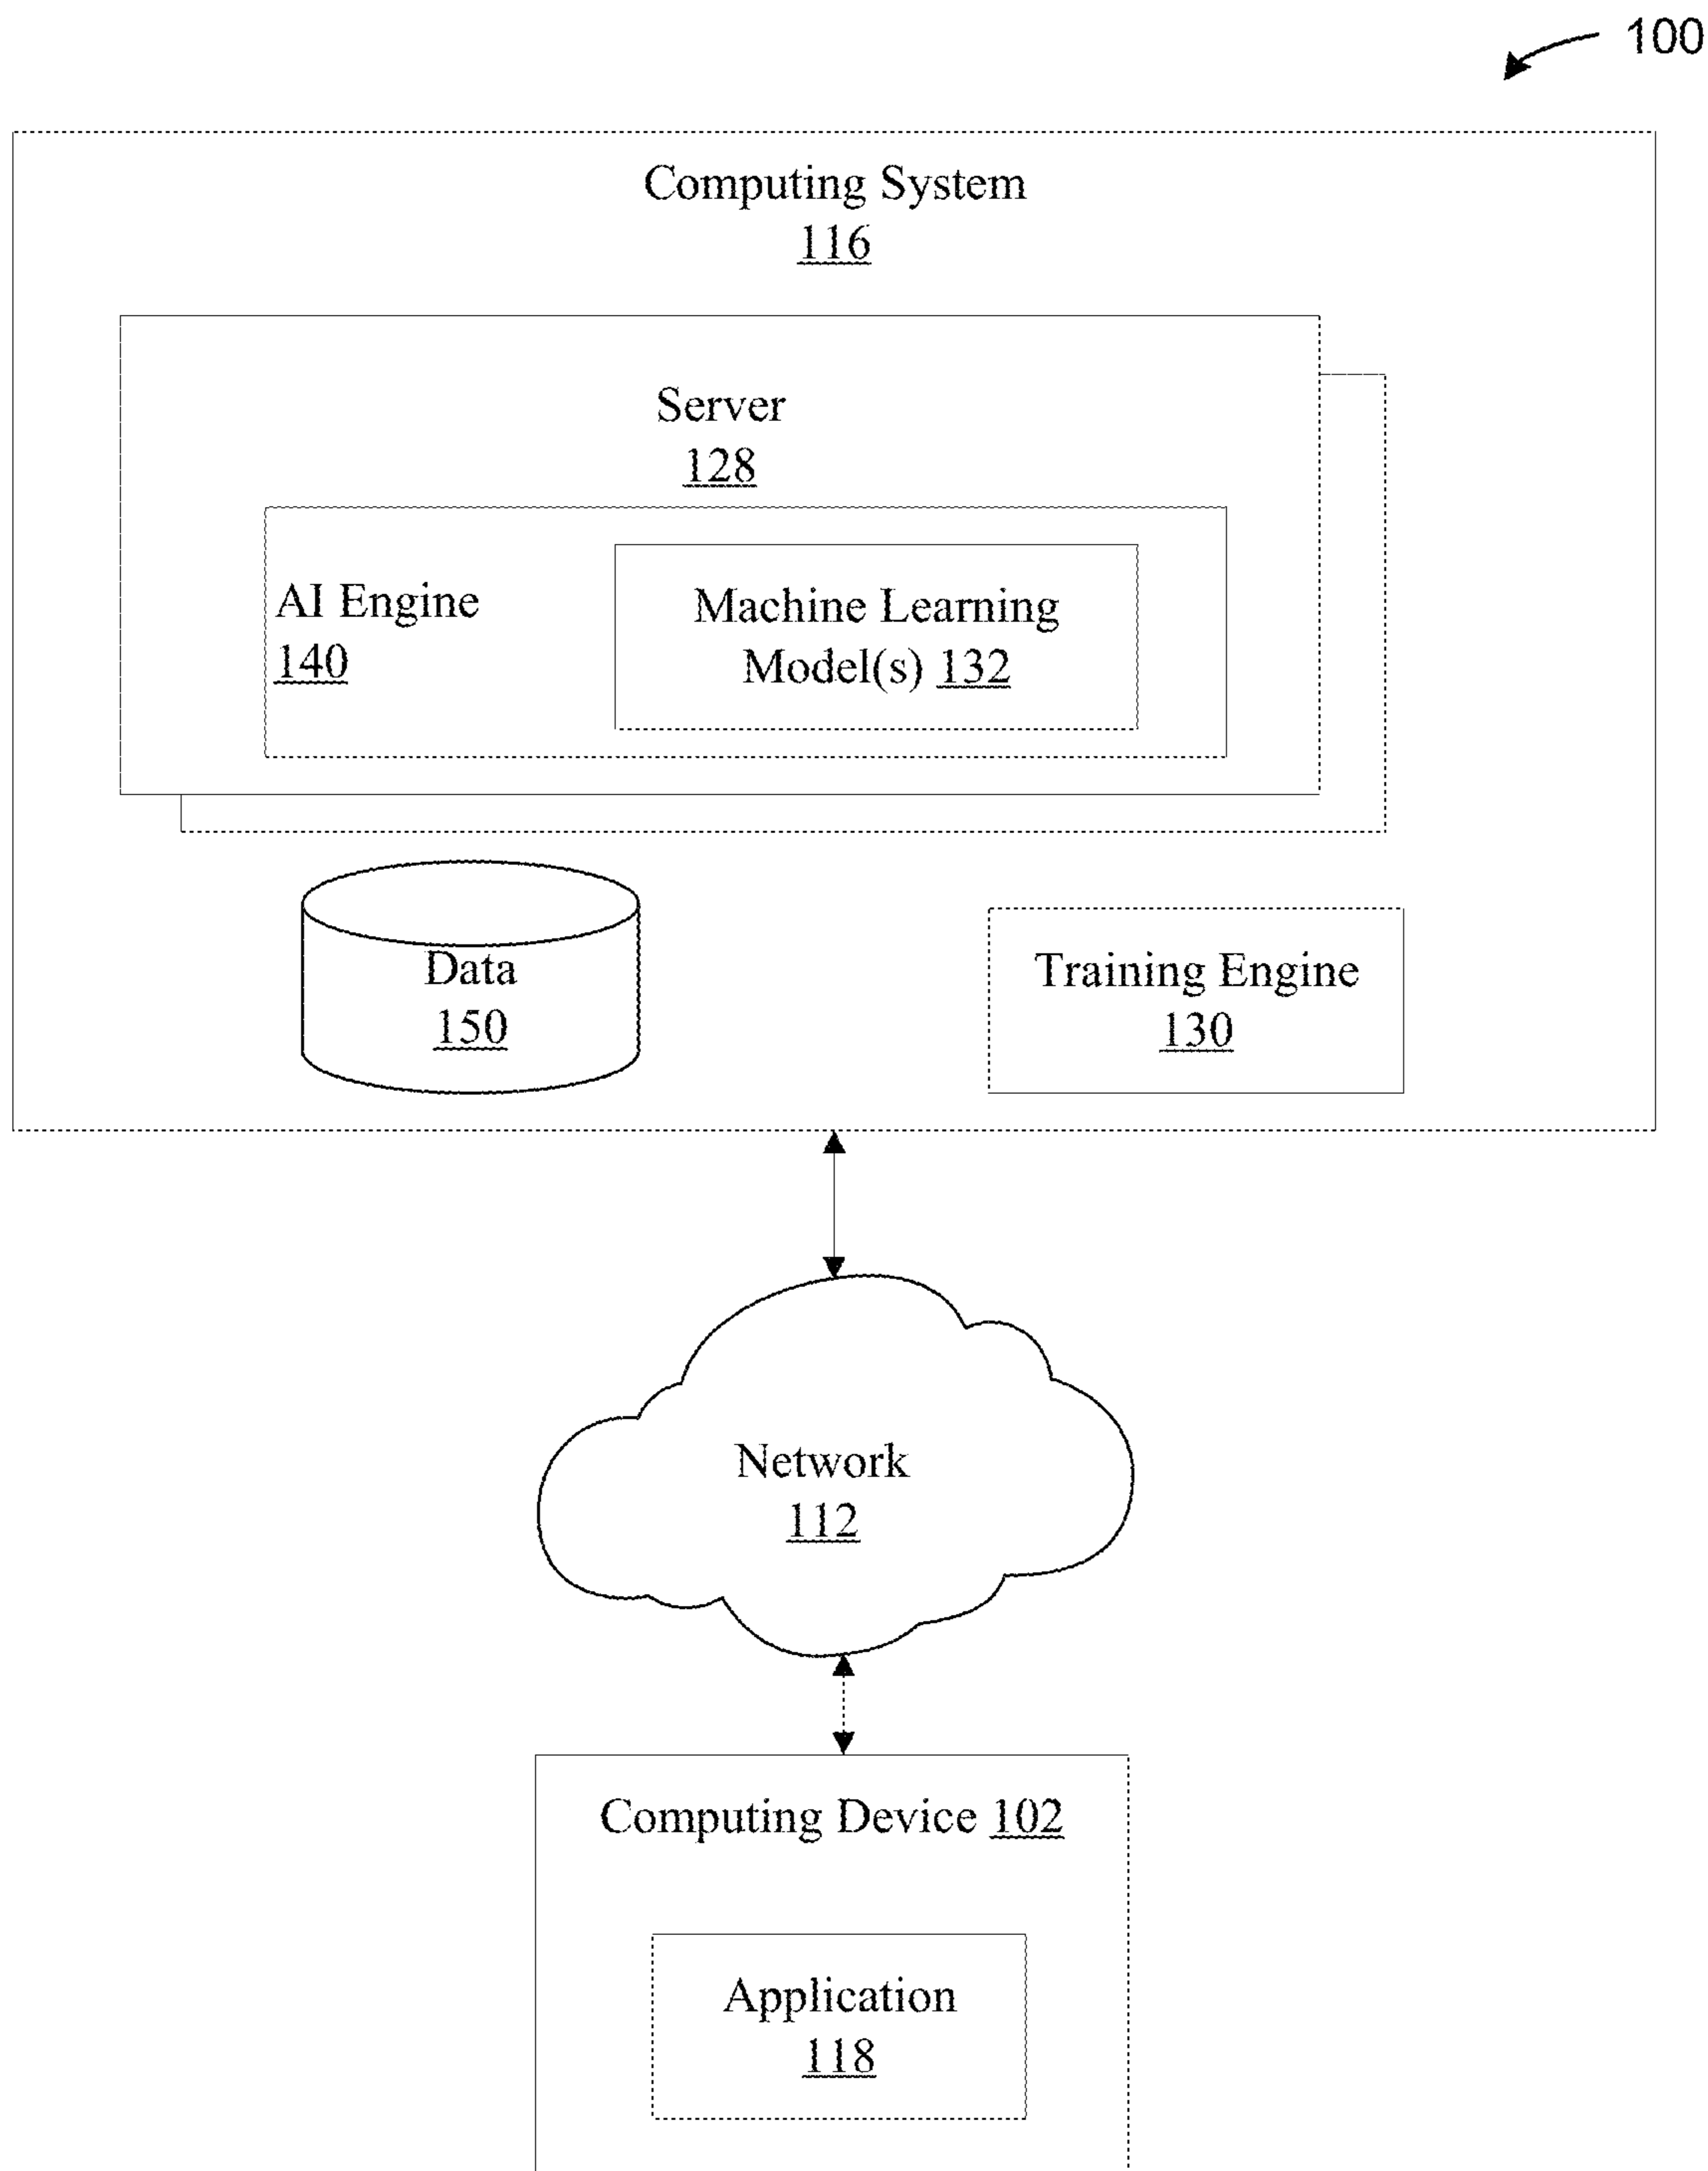 100
Computing System
116
Server
128
AI Engine
140
Machine Learning
Model(s) 132
Data
150
Training Engine
130
Network
112
Computing Device 102
Application
118